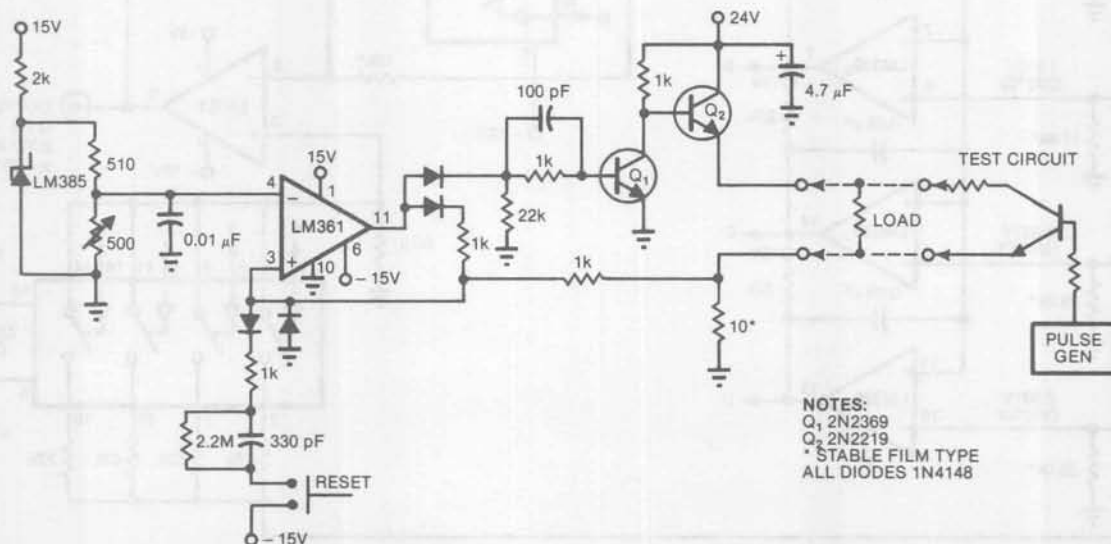 15V
2k
LM385
510
500
0.01 µF
4
−
15V
1
LM361
11
6
−15V
3
+
10
1k
2.2M
330 pF
RESET
−15V
100 pF
1k
22k
1k
1k
Q1
1k
Q2
24V
+
4.7 µF
TEST CIRCUIT
LOAD
10*
PULSE
GEN
NOTES:
Q1 2N2369
Q2 2N2219
* STABLE FILM TYPE
ALL DIODES 1N4148